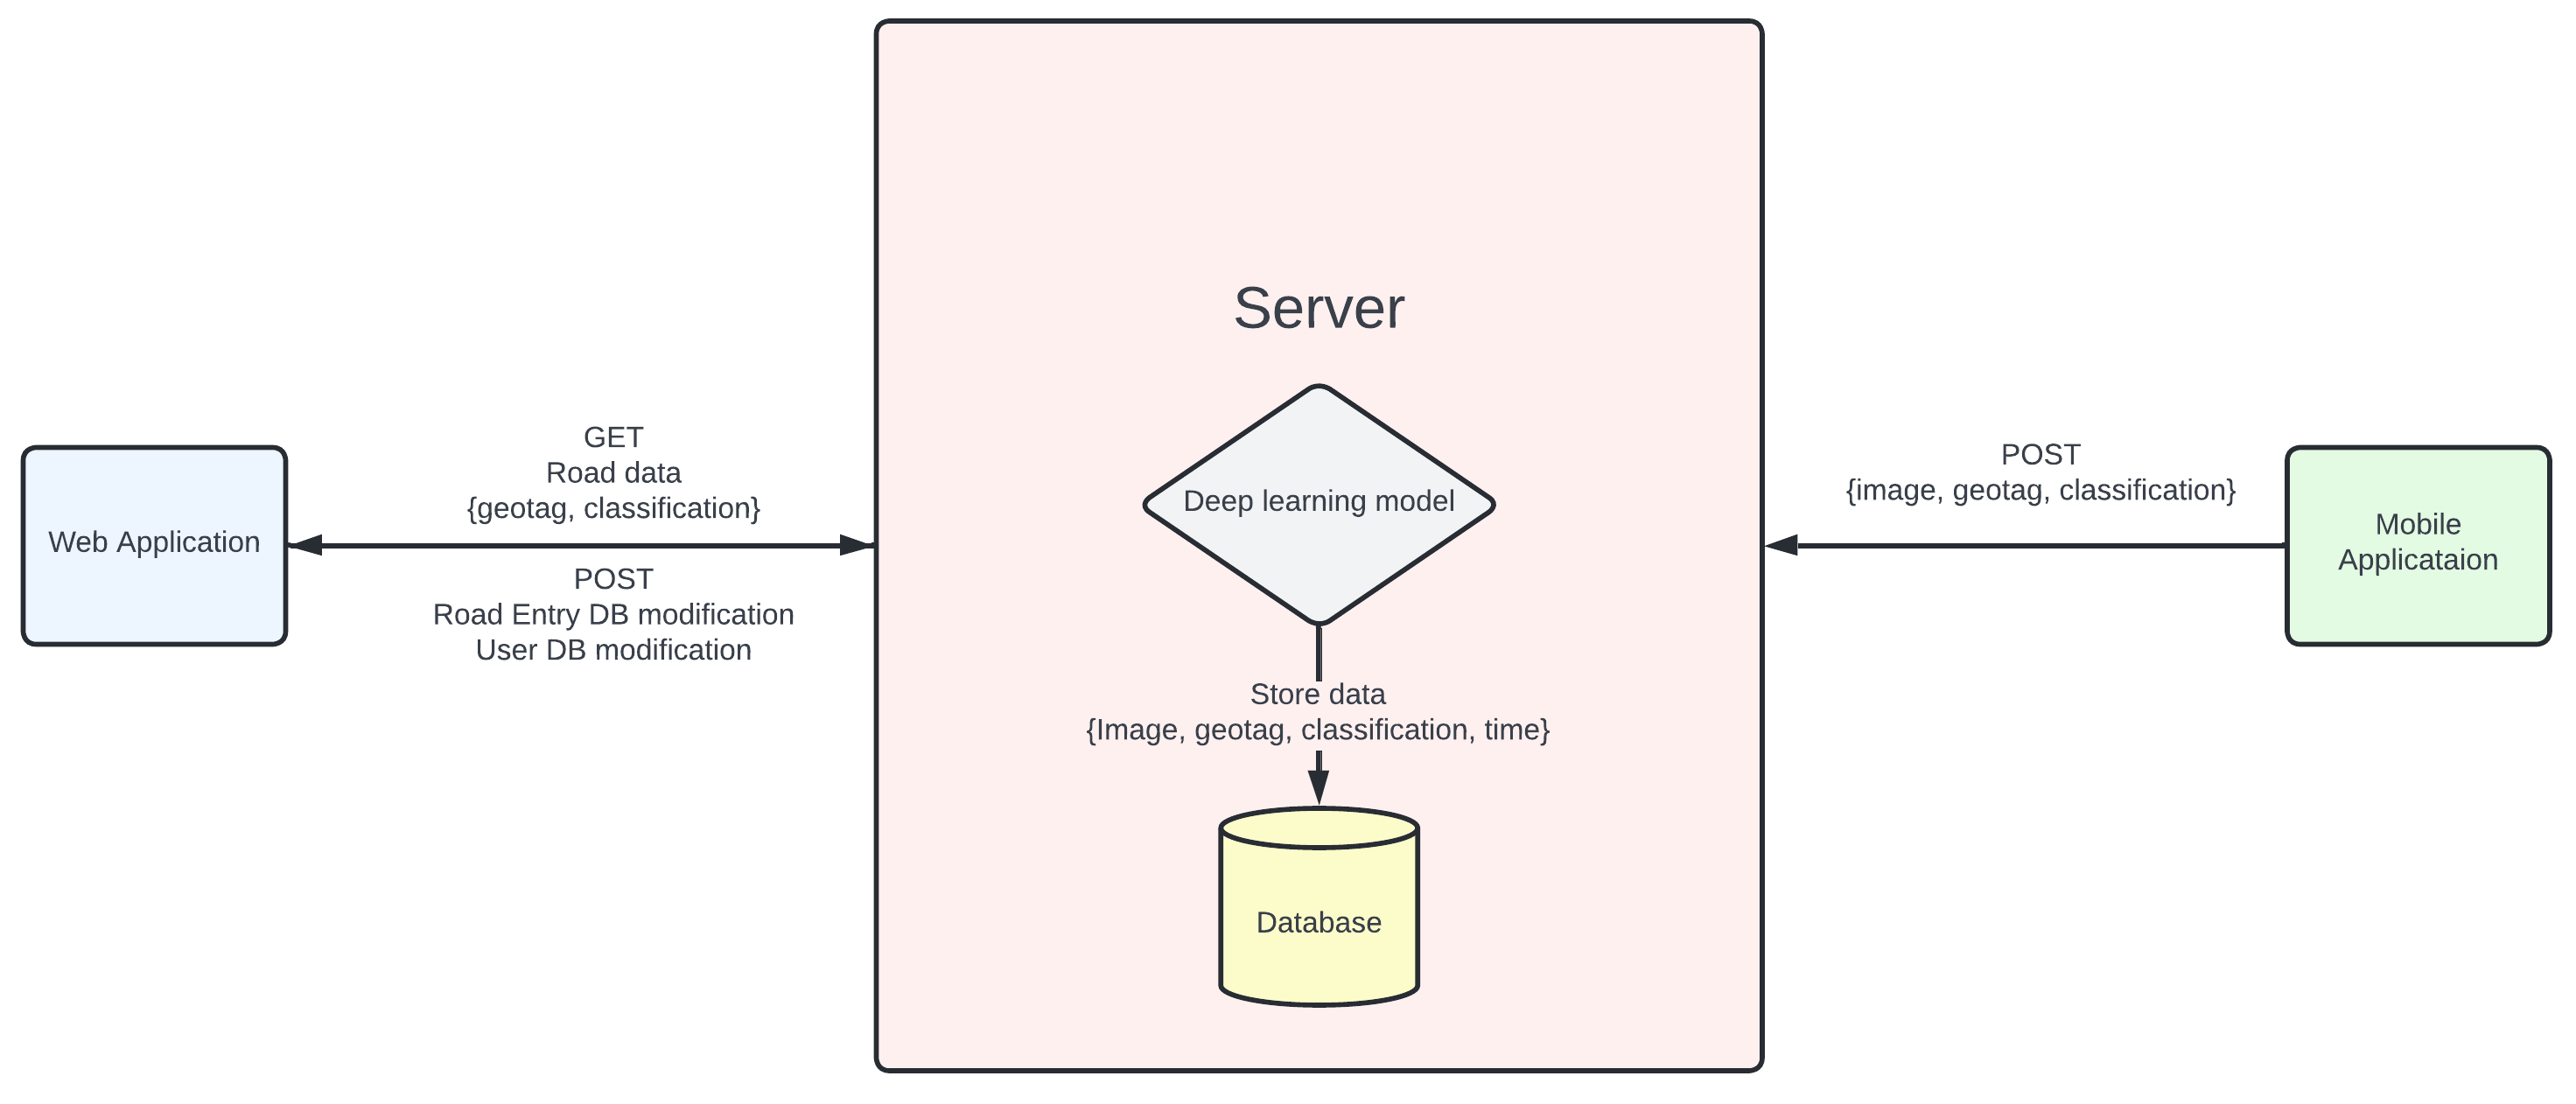 Server
Web Application
GET
Road data
{geotag, classification}
POST
Road Entry DB modification
User DB modification
Deep learning model
Store data
{Image, geotag, classification, time}
Database
POST
{image, geotag, classification}
Mobile
Applicataion